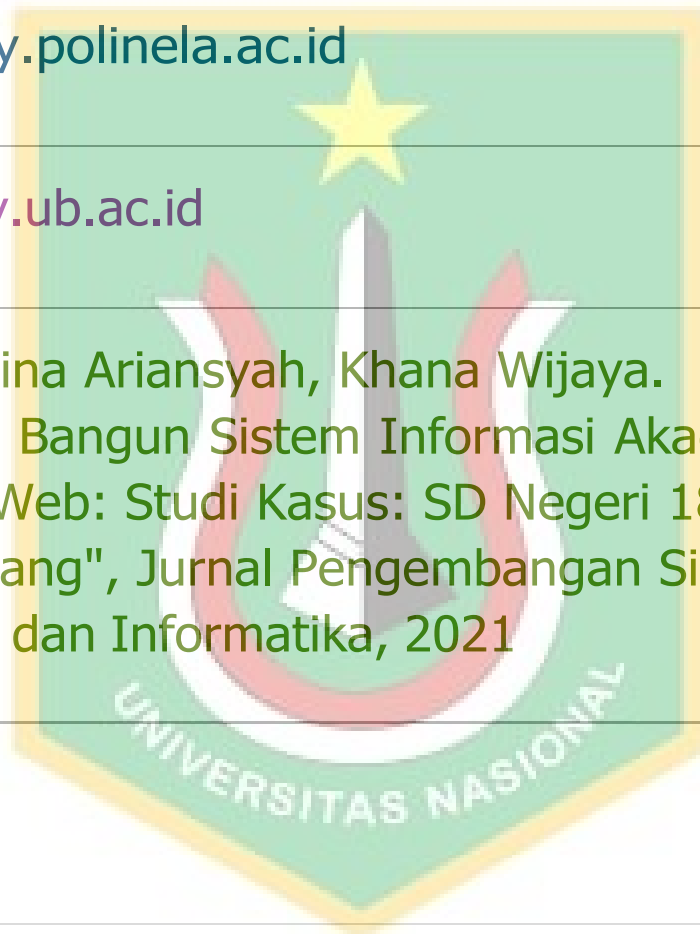 y.polinela.ac.id
.ub.ac.id
ina Ariansyah, Khana Wijaya.
Bangun Sistem Informasi Aka
Web: Studi Kasus: SD Negeri 18
ang", Jurnal Pengembangan Si
dan Informatika, 2021
UNIVERSITAS NASIONAL